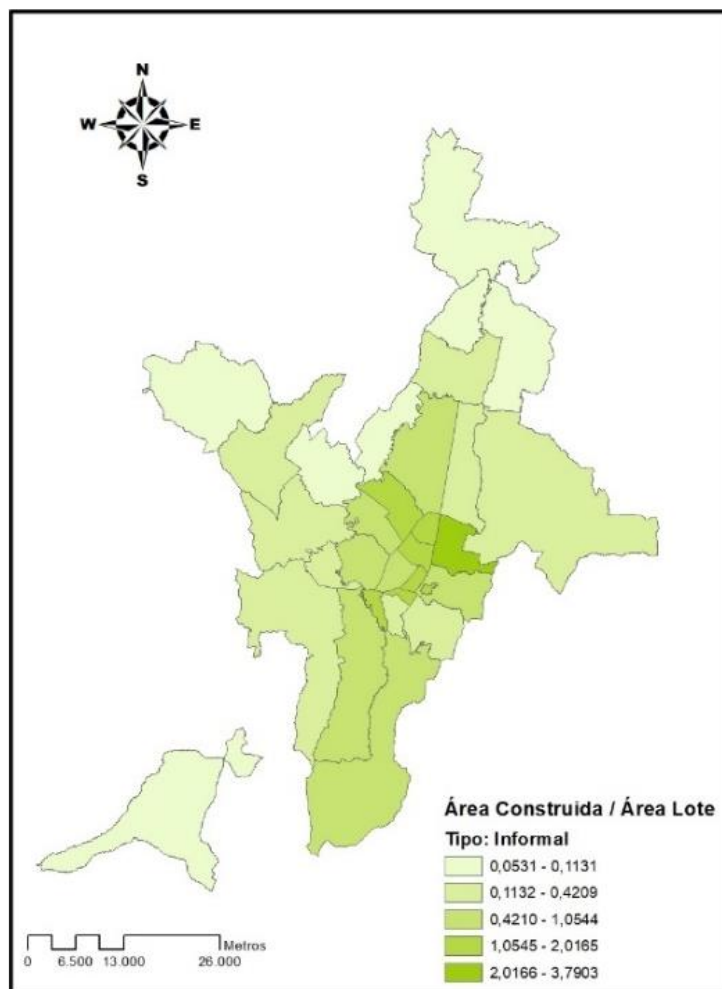 N
W E
S
Área Construida / Área Lote
Tipo: Informal
0,0531 - 0,1131
0,1132 - 0,4209
0,4210 - 1,0544
1,0545 - 2,0165
2,0166 - 3,7903
Metros
0 6.500 13.000 26.000